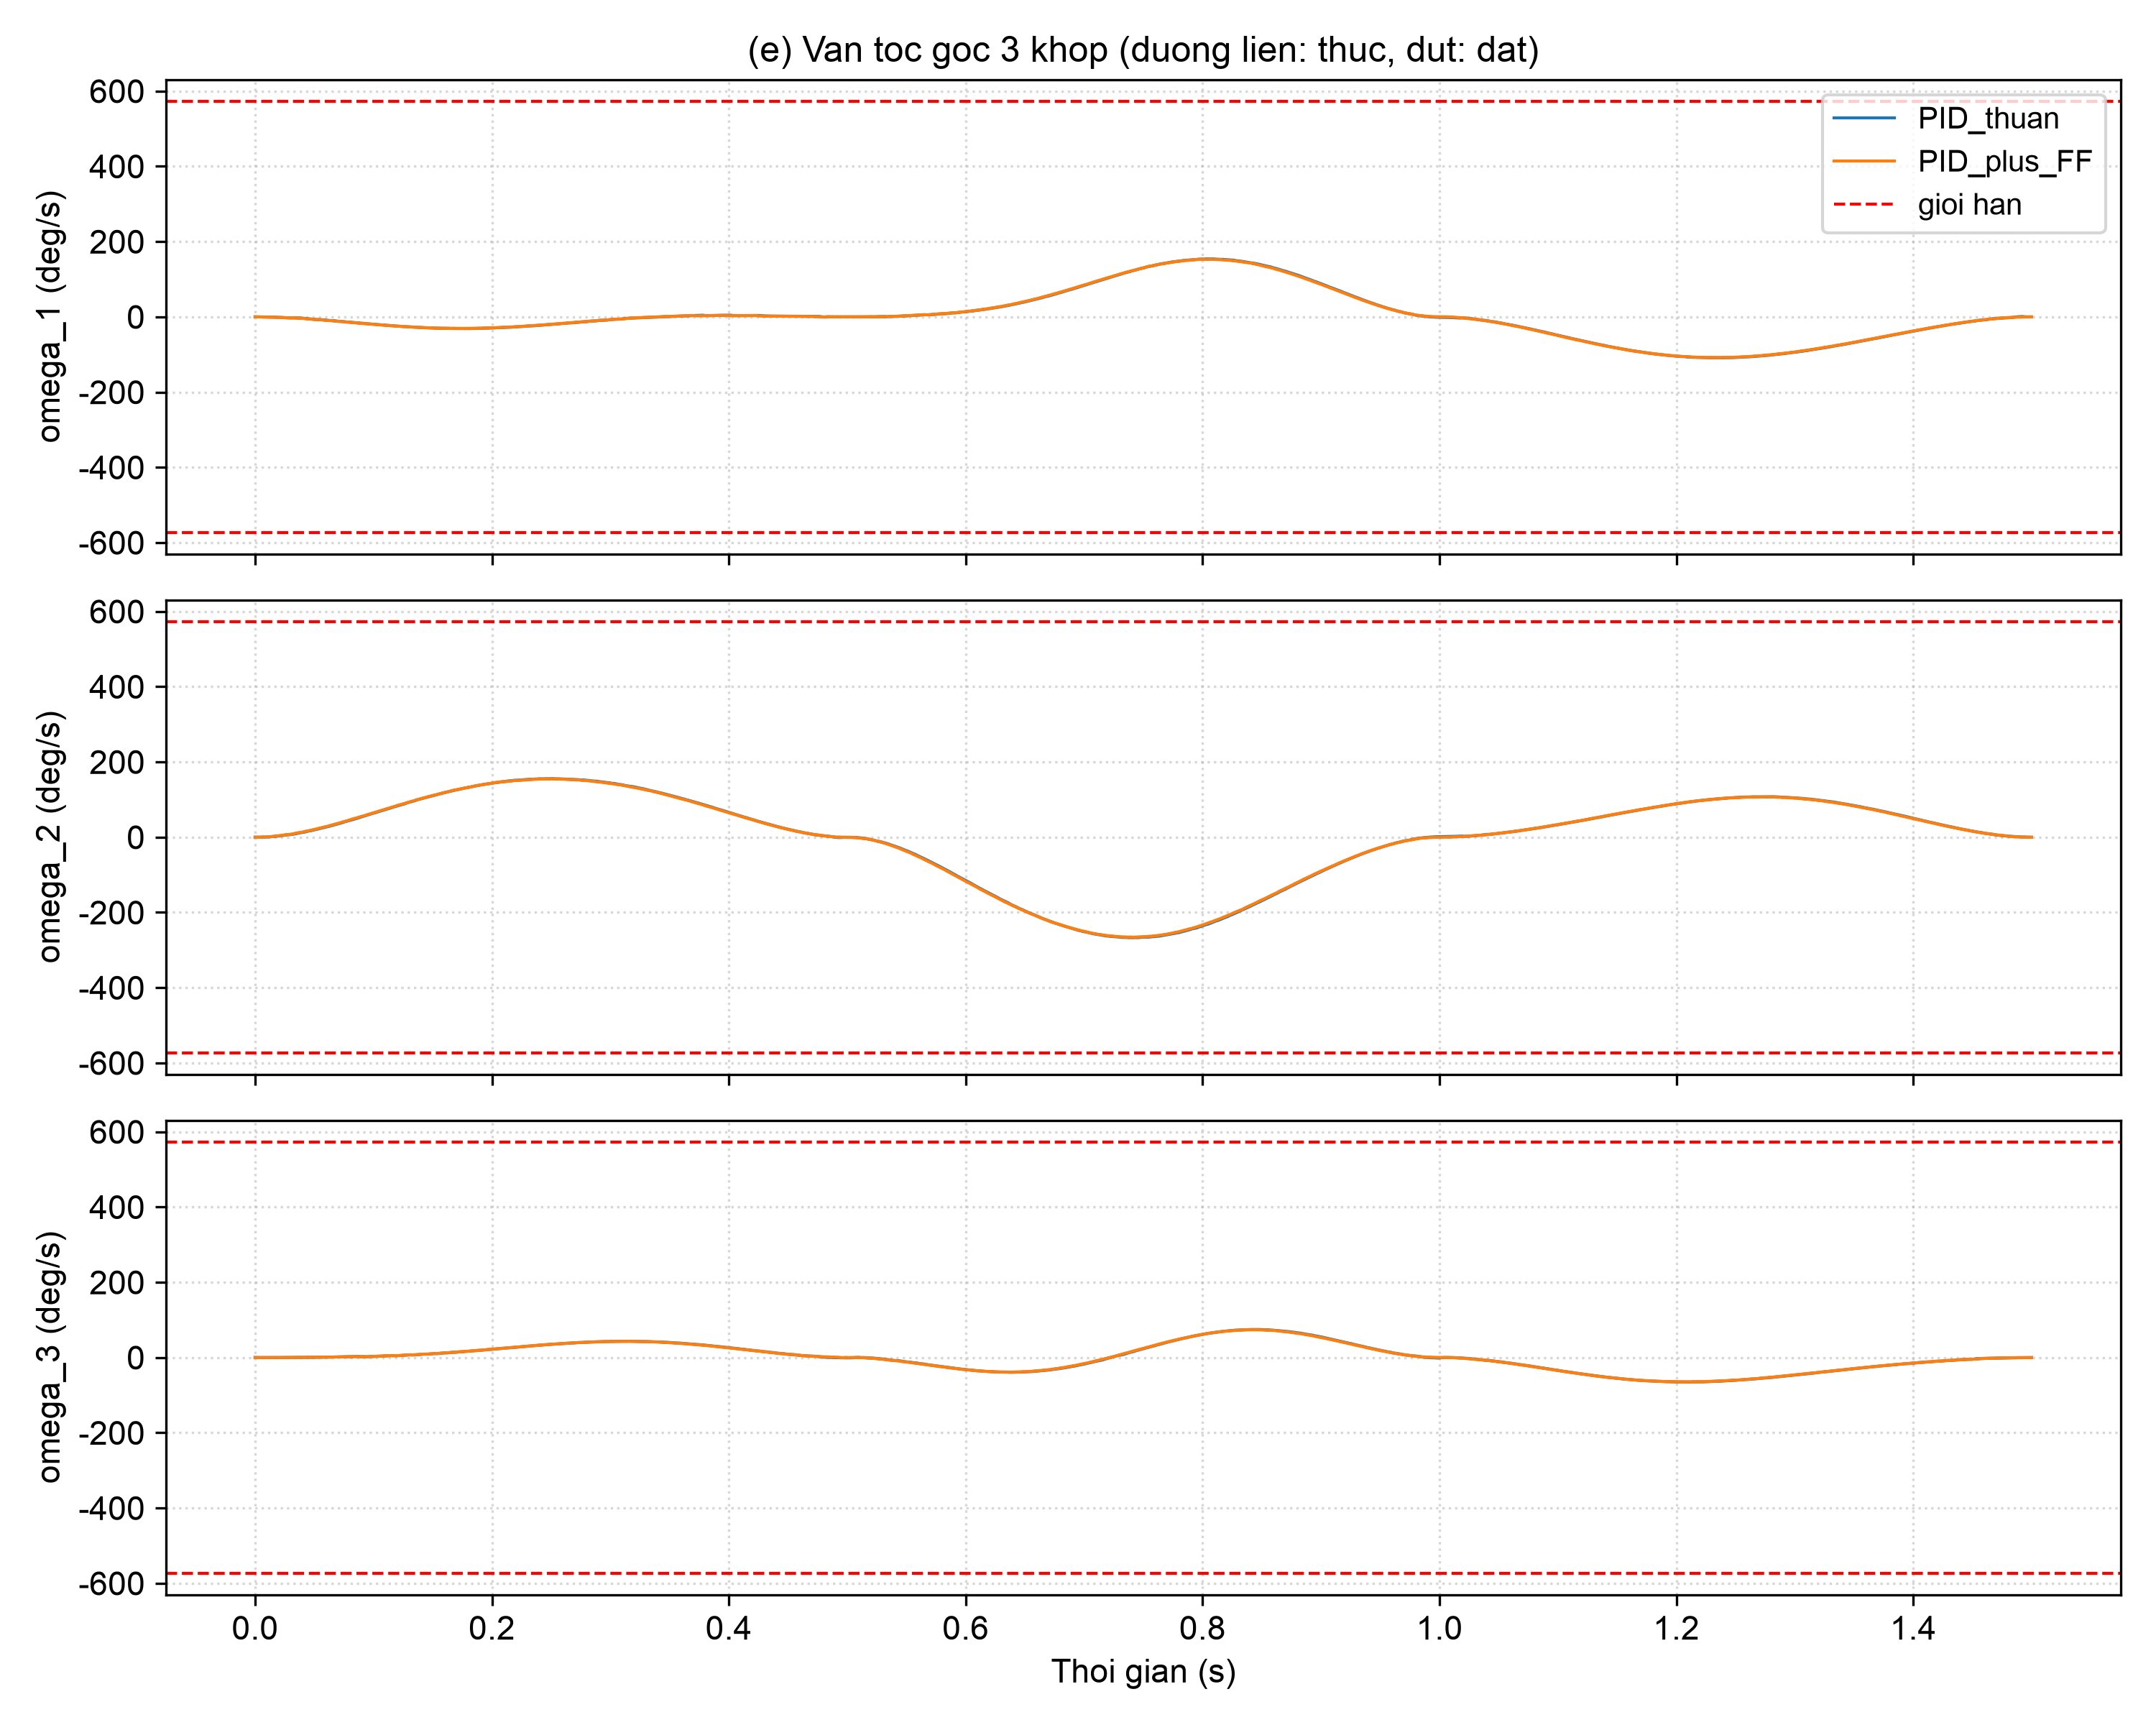 (e) Van toc goc 3 khop (duong lien: thuc, dut: dat)
600
400
200
0
-200
-400
-600
omega_1 (deg/s)
PID_thuan
PID_plus_FF
gioi han
600
400
200
0
-200
-400
-600
omega_2 (deg/s)
600
400
200
0
-200
-400
-600
omega_3 (deg/s)
0.0 0.2 0.4 0.6 0.8 1.0 1.2 1.4
Thoi gian (s)